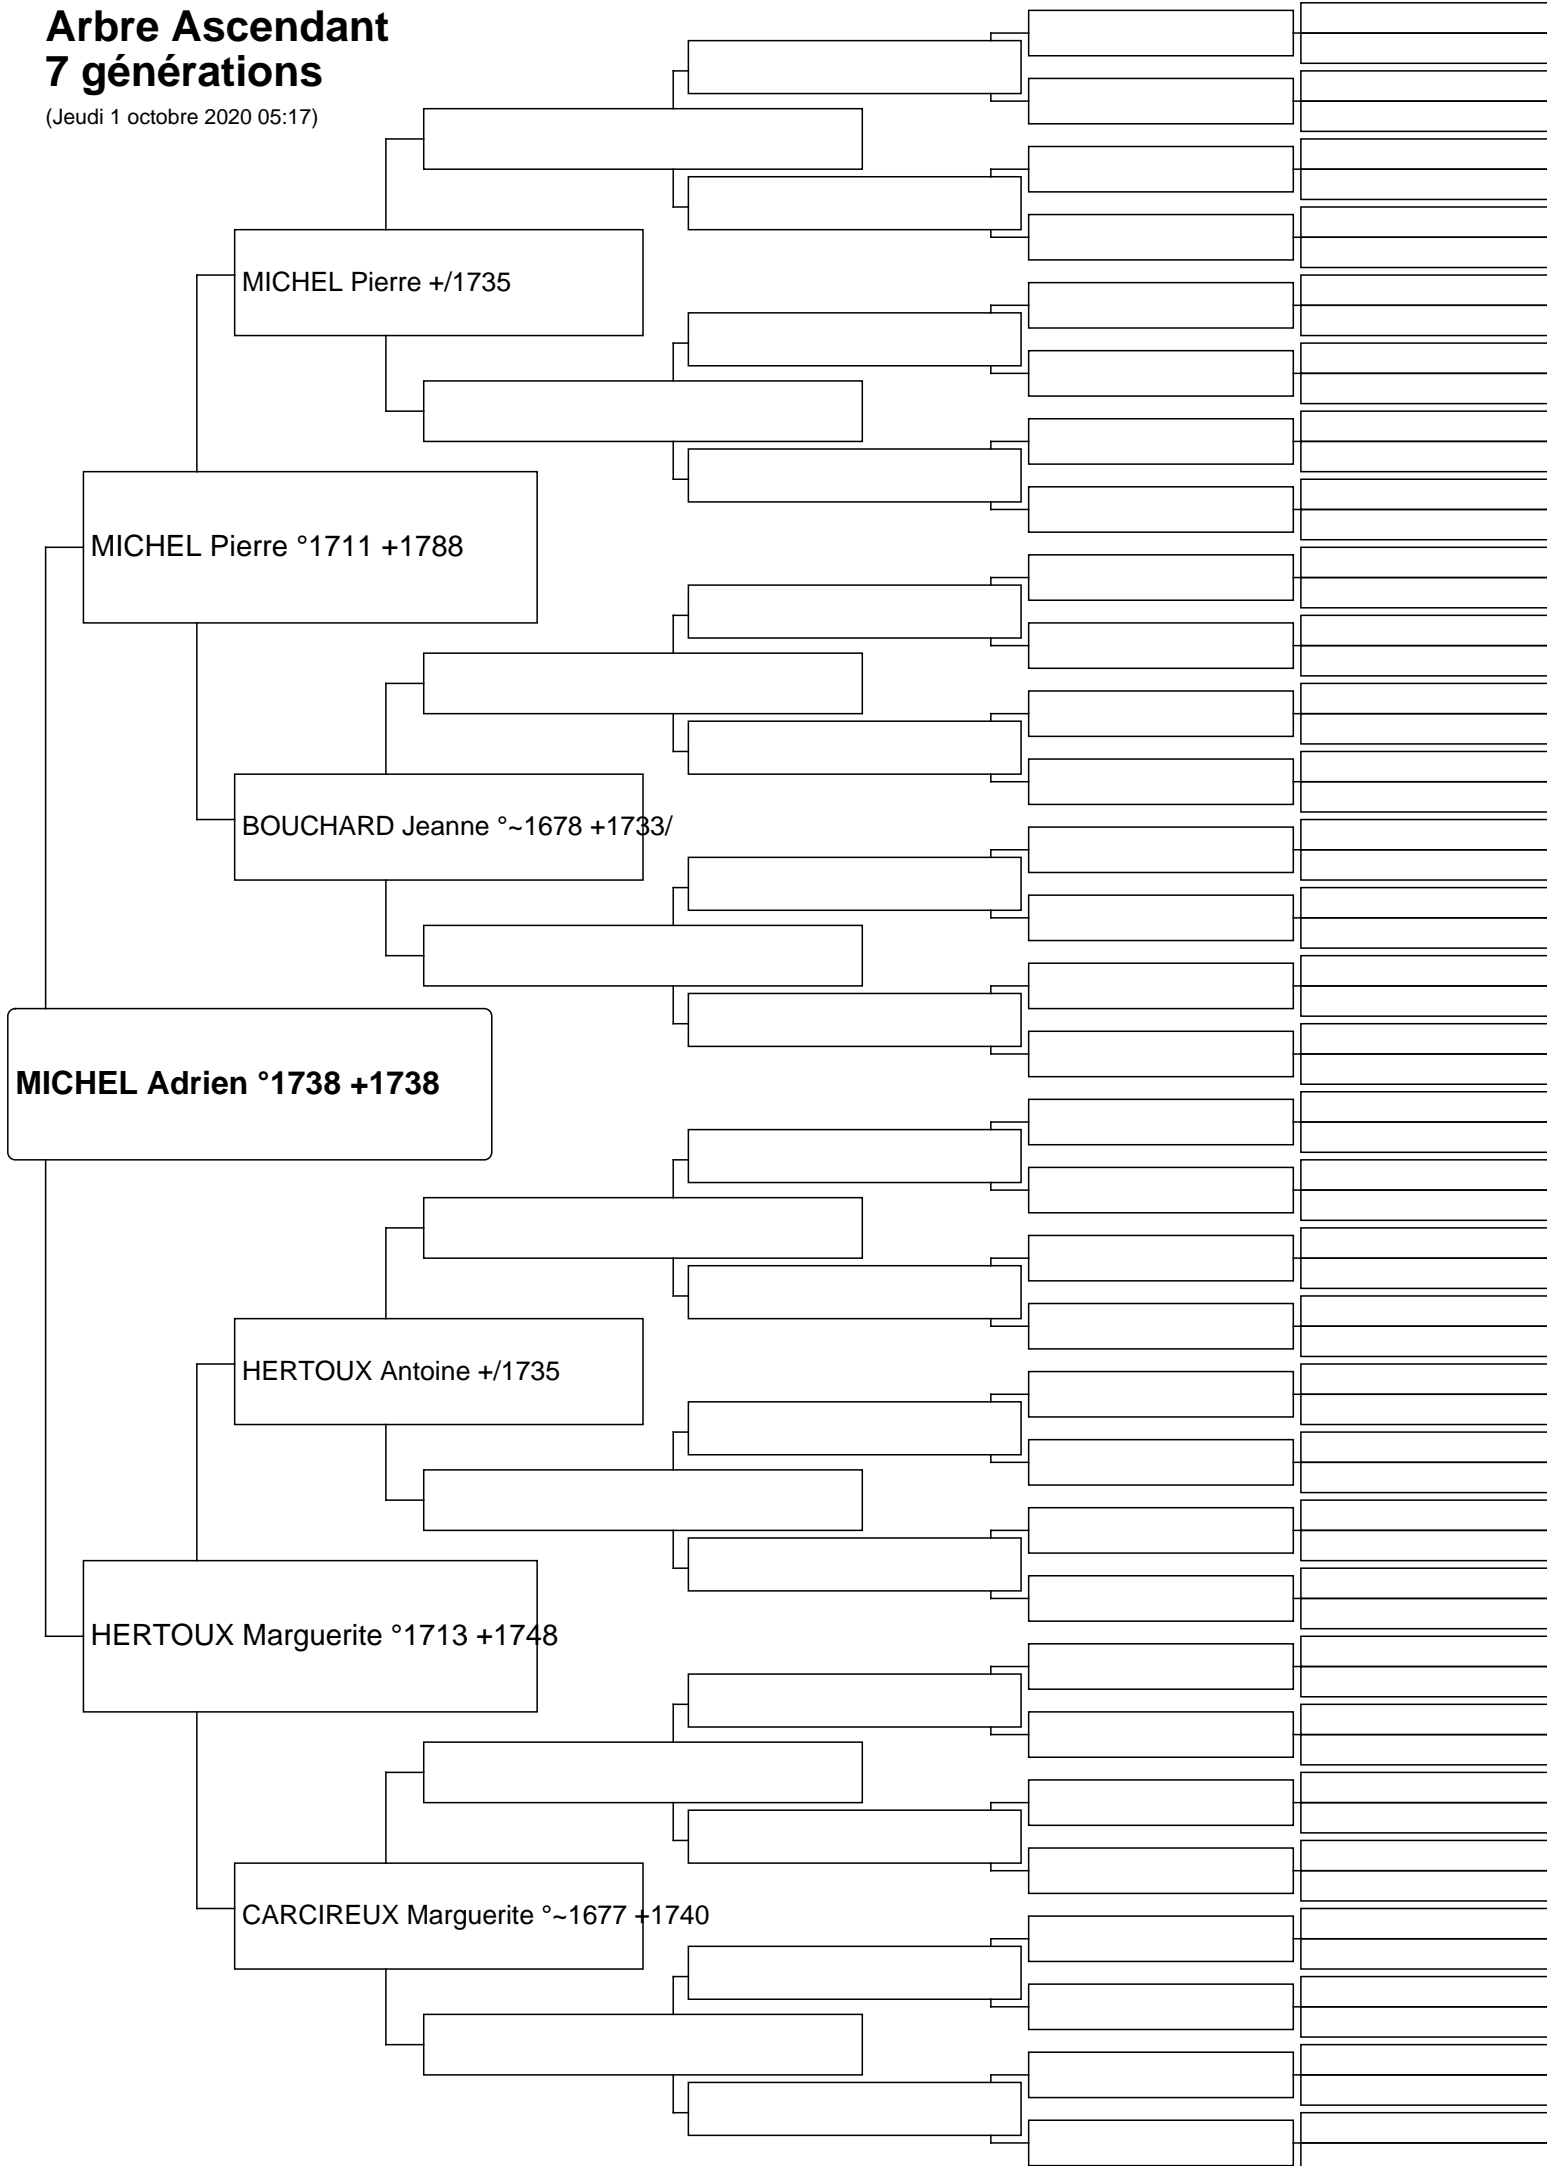 Arbre Ascendant
7 générations
(Jeudi 1 octobre 2020 05:17)
MICHEL Pierre +/1735
MICHEL Pierre °1711 +1788
BOUCHARD Jeanne °~1678 +1733/
MICHEL Adrien °1738 +1738
HERTOUX Antoine +/1735
HERTOUX Marguerite °1713 +1748
CARCIREUX Marguerite °~1677 +1740